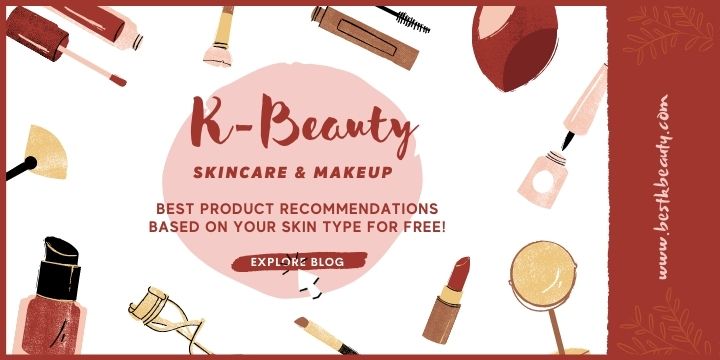 K-Beauty
SKINCARE & MAKEUP
BEST PRODUCT RECOMMENDATIONS
BASED ON YOUR SKIN TYPE FOR FREE!
EXPLORE BLOG
www.bestkbeauty.com